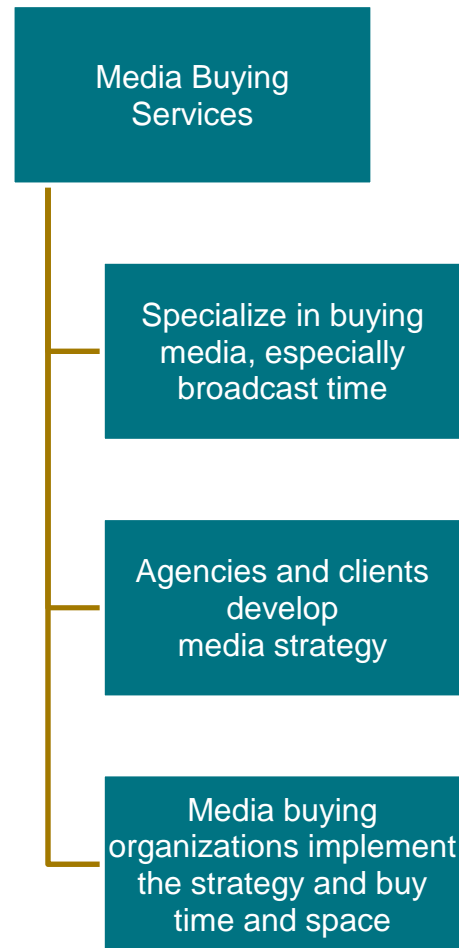 Media Buying
Services
Specialize in buying
media, especially
broadcast time
Agencies and clients
develop
media strategy
Media buying
organizations implement
the strategy and buy
time and space